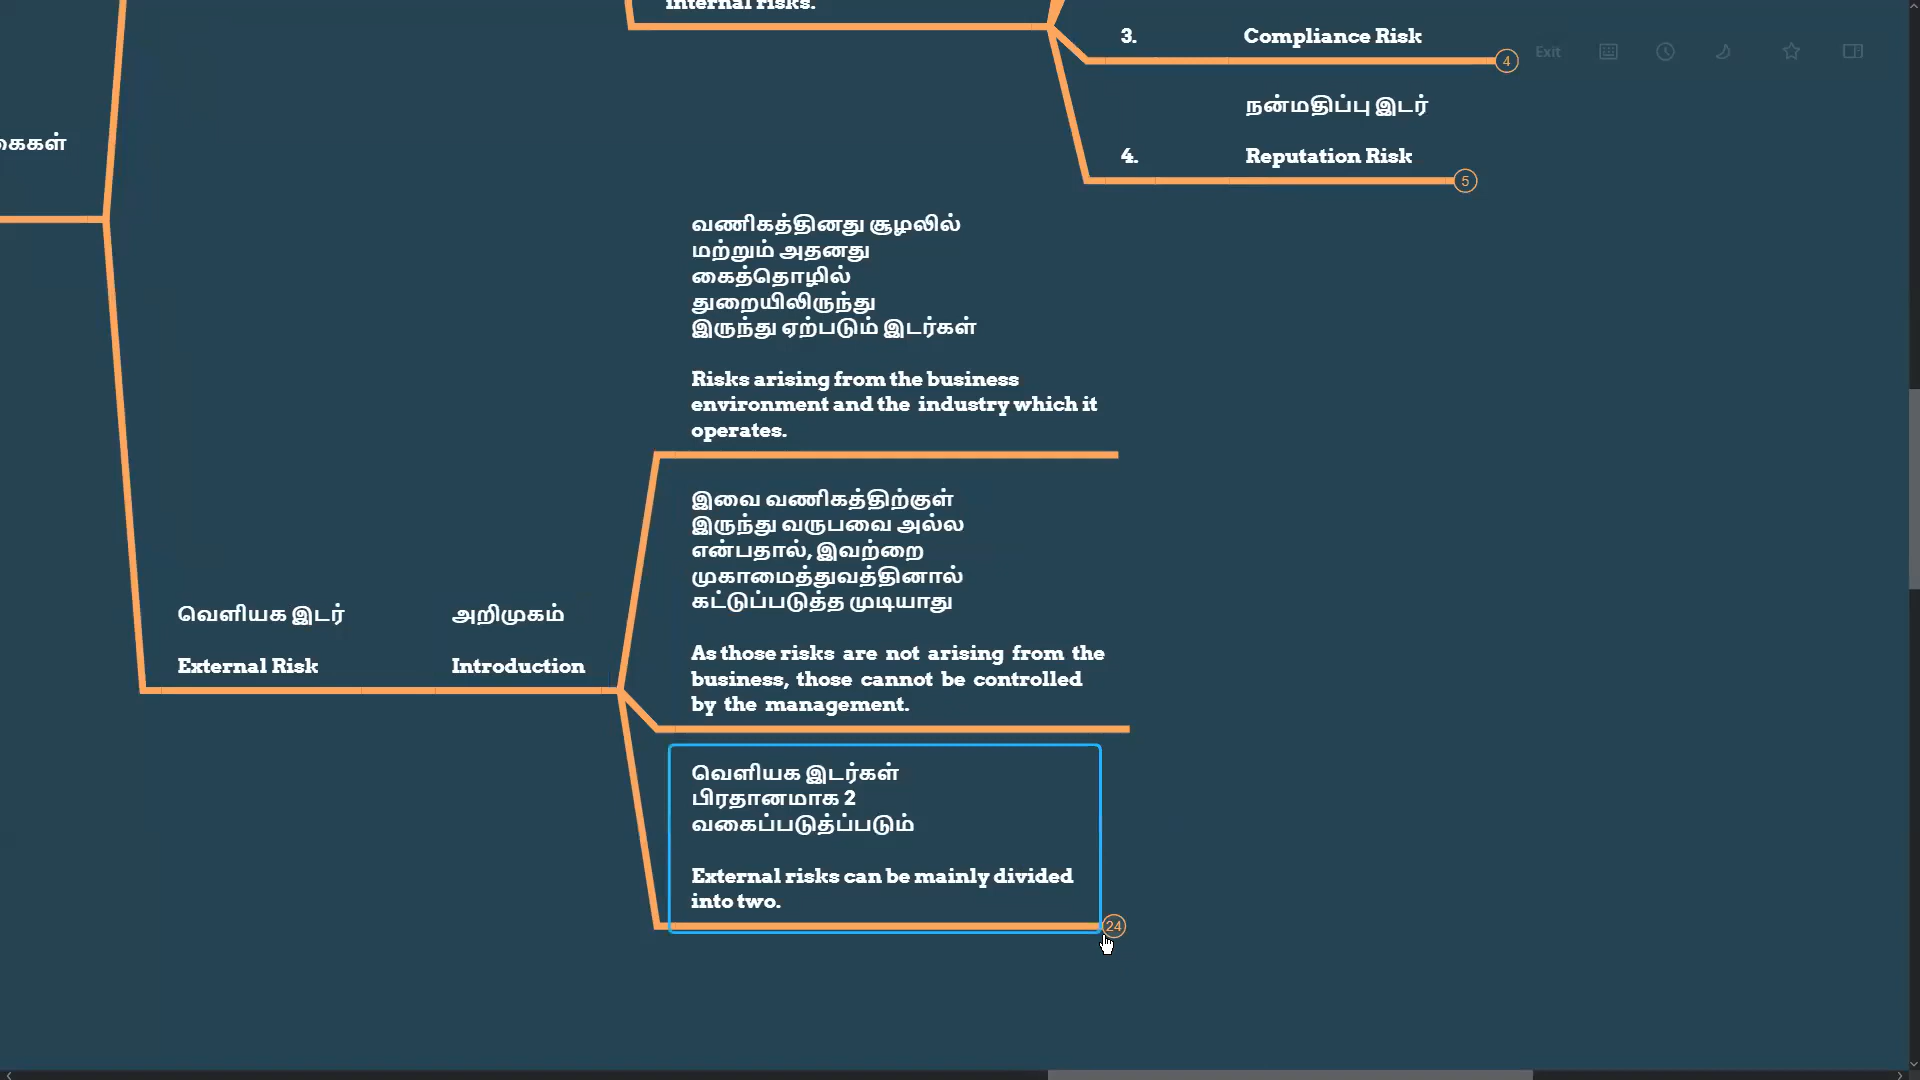 internal risks.
3. Compliance Risk
4
Exit
நன்மதிப்பு இடர்
4. Reputation Risk
5
கைகள்
வணிகத்தினது சூழலில்
மற்றும் அதனது
கைத்தொழில்
துறையிலிருந்து
இருந்து ஏற்படும் இடர்கள்
Risks arising from the business
environment and the industry which it
operates.
இவை வணிகத்திற்குள்
இருந்து வருபவை அல்ல
என்பதால், இவற்றை
முகாமைத்துவத்தினால்
கட்டுப்படுத்த முடியாது
As those risks are not arising from the
business, those cannot be controlled
by the management.
வெளியக இடர்
External Risk
அறிமுகம்
Introduction
வெளியக இடர்கள்
பிரதானமாக 2
வகைப்படுத்ப்படும்
External risks can be mainly divided
into two.
24